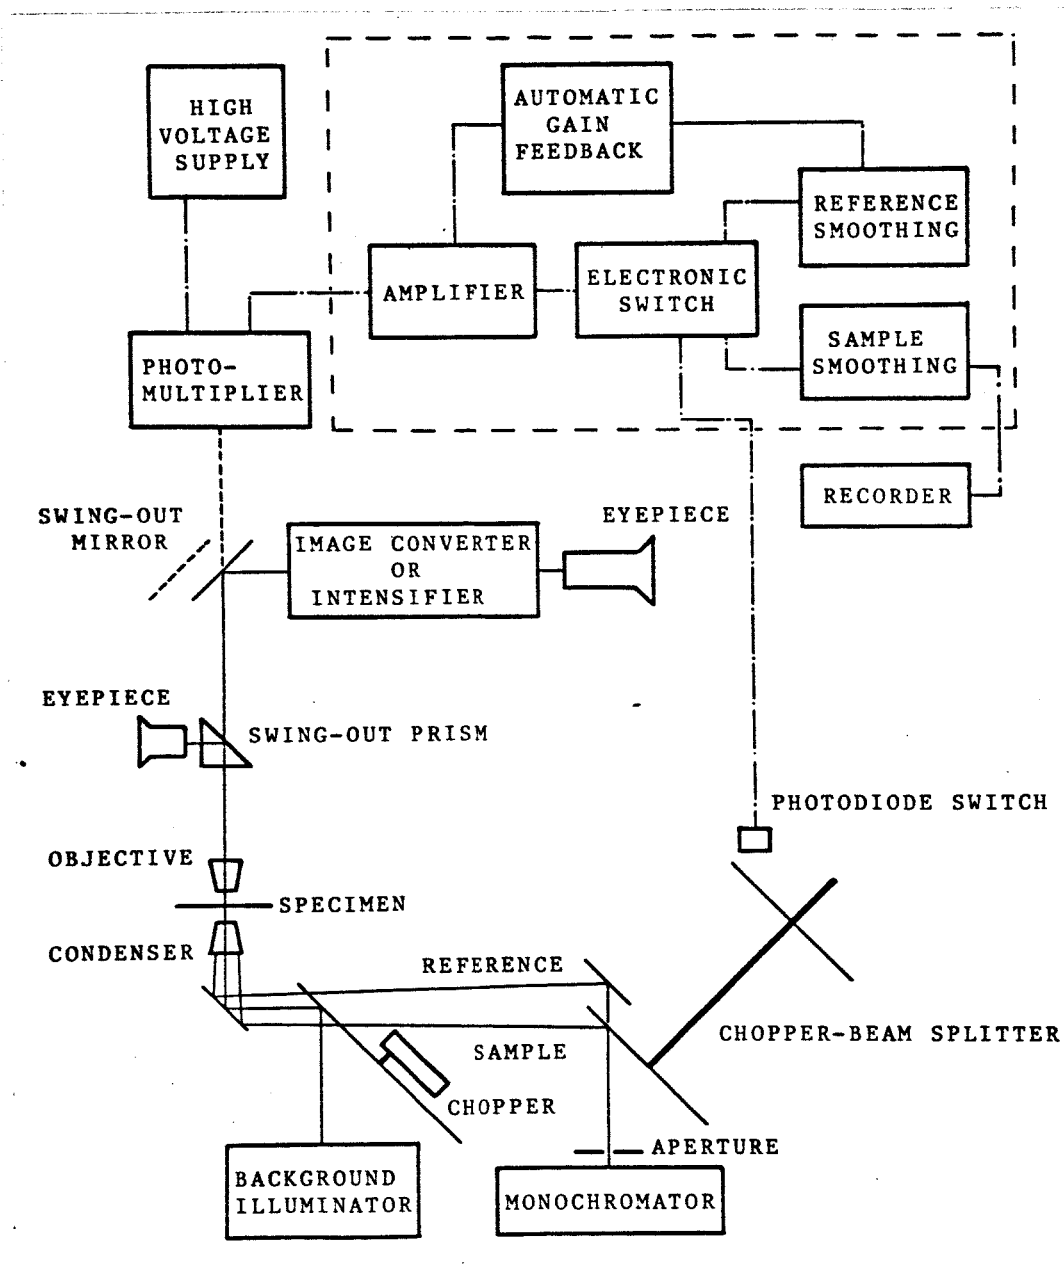 HIGH
VOLTAGE
SUPPLY
AUTOMATIC
GAIN
FEEDBACK
REFERENCE
SMOOTHING
AMPLIFIER
ELECTRONIC
SWITCH
SAMPLE
SMOOTHING
PHOTO-
MULTIPLIER
RECORDER
SWING-OUT
MIRROR
IMAGE CONVERTER
OR
INTENSIFIER
EYEPIECE
EYEPIECE
SWING-OUT PRISM
PHOTODIODE SWITCH
OBJECTIVE
SPECIMEN
CONDENSER
REFERENCE
CHOPPER-BEAM SPLITTER
SAMPLE
CHOPPER
APERTURE
BACKGROUND
ILLUMINATOR
MONOCHROMATOR